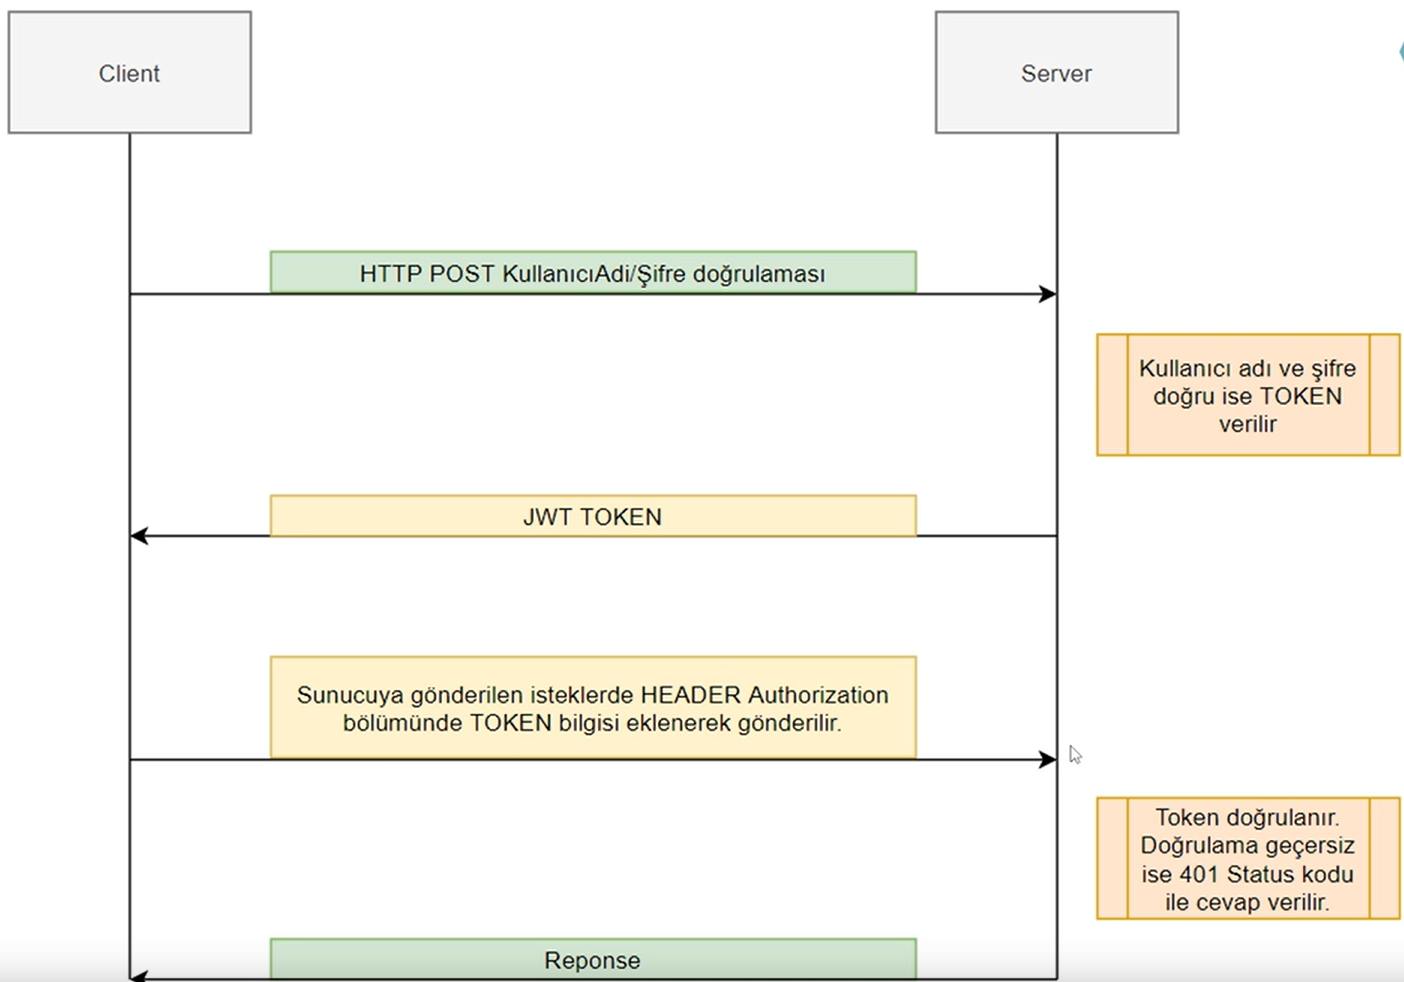 Client
Server
HTTP POST KullanıcıAdi/Şifre doğrulaması
Kullanıcı adı ve şifre
doğru ise TOKEN
verilir
JWT TOKEN
Sunucuya gönderilen isteklerde HEADER Authorization
bölümünde TOKEN bilgisi eklenerek gönderilir.
Token doğrulanır.
Doğrulama geçersiz
ise 401 Status kodu
ile cevap verilir.
Reponse